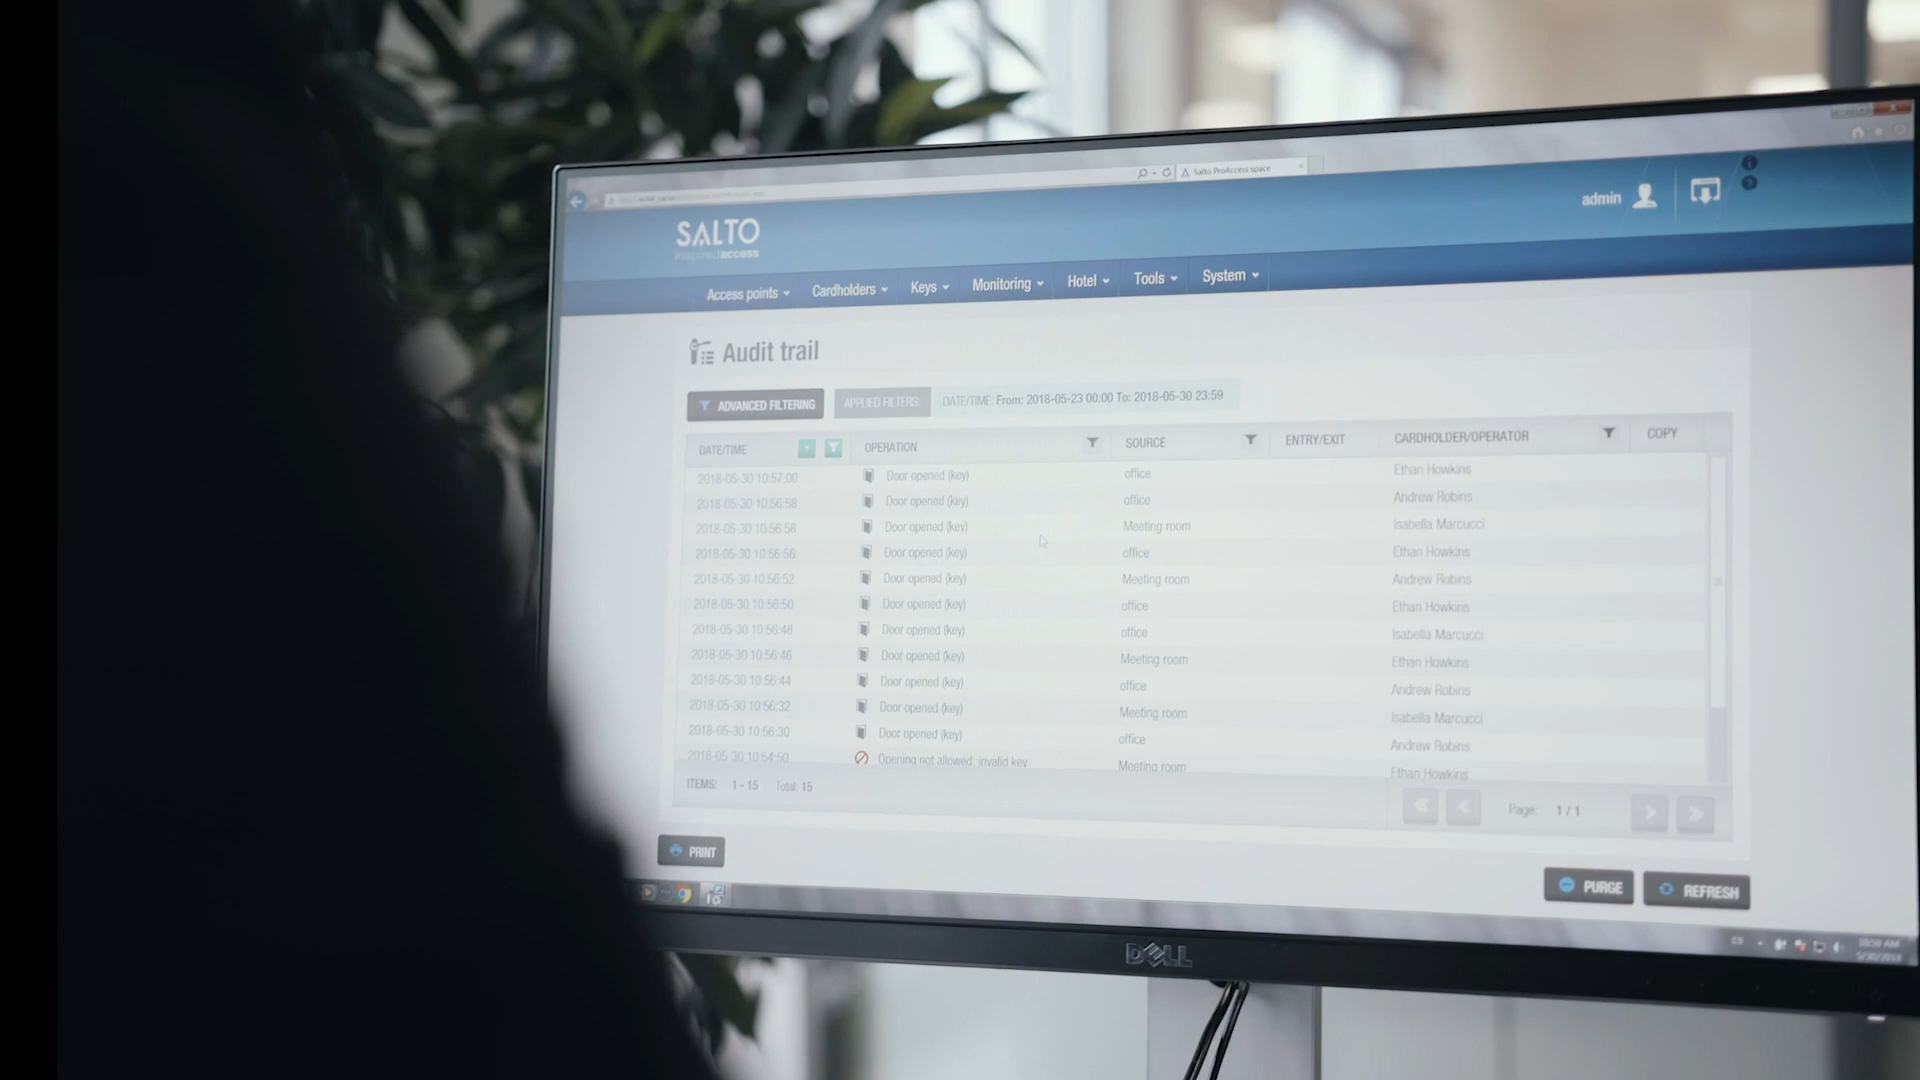 Salto ProAccess space
admin
SALTO
inspired access
Access points Cardholders Keys Monitoring Hotel Tools System
Audit trail
ADVANCED FILTERING APPLIED FILTERS: DATE/TIME: From: 2018-05-23 00:00 To: 2018-05-30 23:59
DATE/TIME OPERATION SOURCE ENTRY/EXIT CARDHOLDER/OPERATOR COPY
2018-05-30 10:57:00 Door opened (key) office Ethan Howkins
2018-05-30 10:56:58 Door opened (key) office Andrew Robins
2018-05-30 10:56:58 Door opened (key) Meeting room Isabella Marcucci
2018-05-30 10:56:56 Door opened (key) office Ethan Howkins
2018-05-30 10:56:52 Door opened (key) Meeting room Andrew Robins
2018-05-30 10:56:50 Door opened (key) office Ethan Howkins
2018-05-30 10:56:48 Door opened (key) office Isabella Marcucci
2018-05-30 10:56:46 Door opened (key) Meeting room Ethan Howkins
2018-05-30 10:56:44 Door opened (key) office Andrew Robins
2018-05-30 10:56:32 Door opened (key) Meeting room Isabella Marcucci
2018-05-30 10:56:30 Door opened (key) office Andrew Robins
2018-05-30 10:54:50 Opening not allowed: invalid key Meeting room Ethan Howkins
ITEMS: 1 - 15 Total: 15 Page: 1 / 1
PRINT PURGE REFRESH
10:59 AM
5/30/2018
DELL